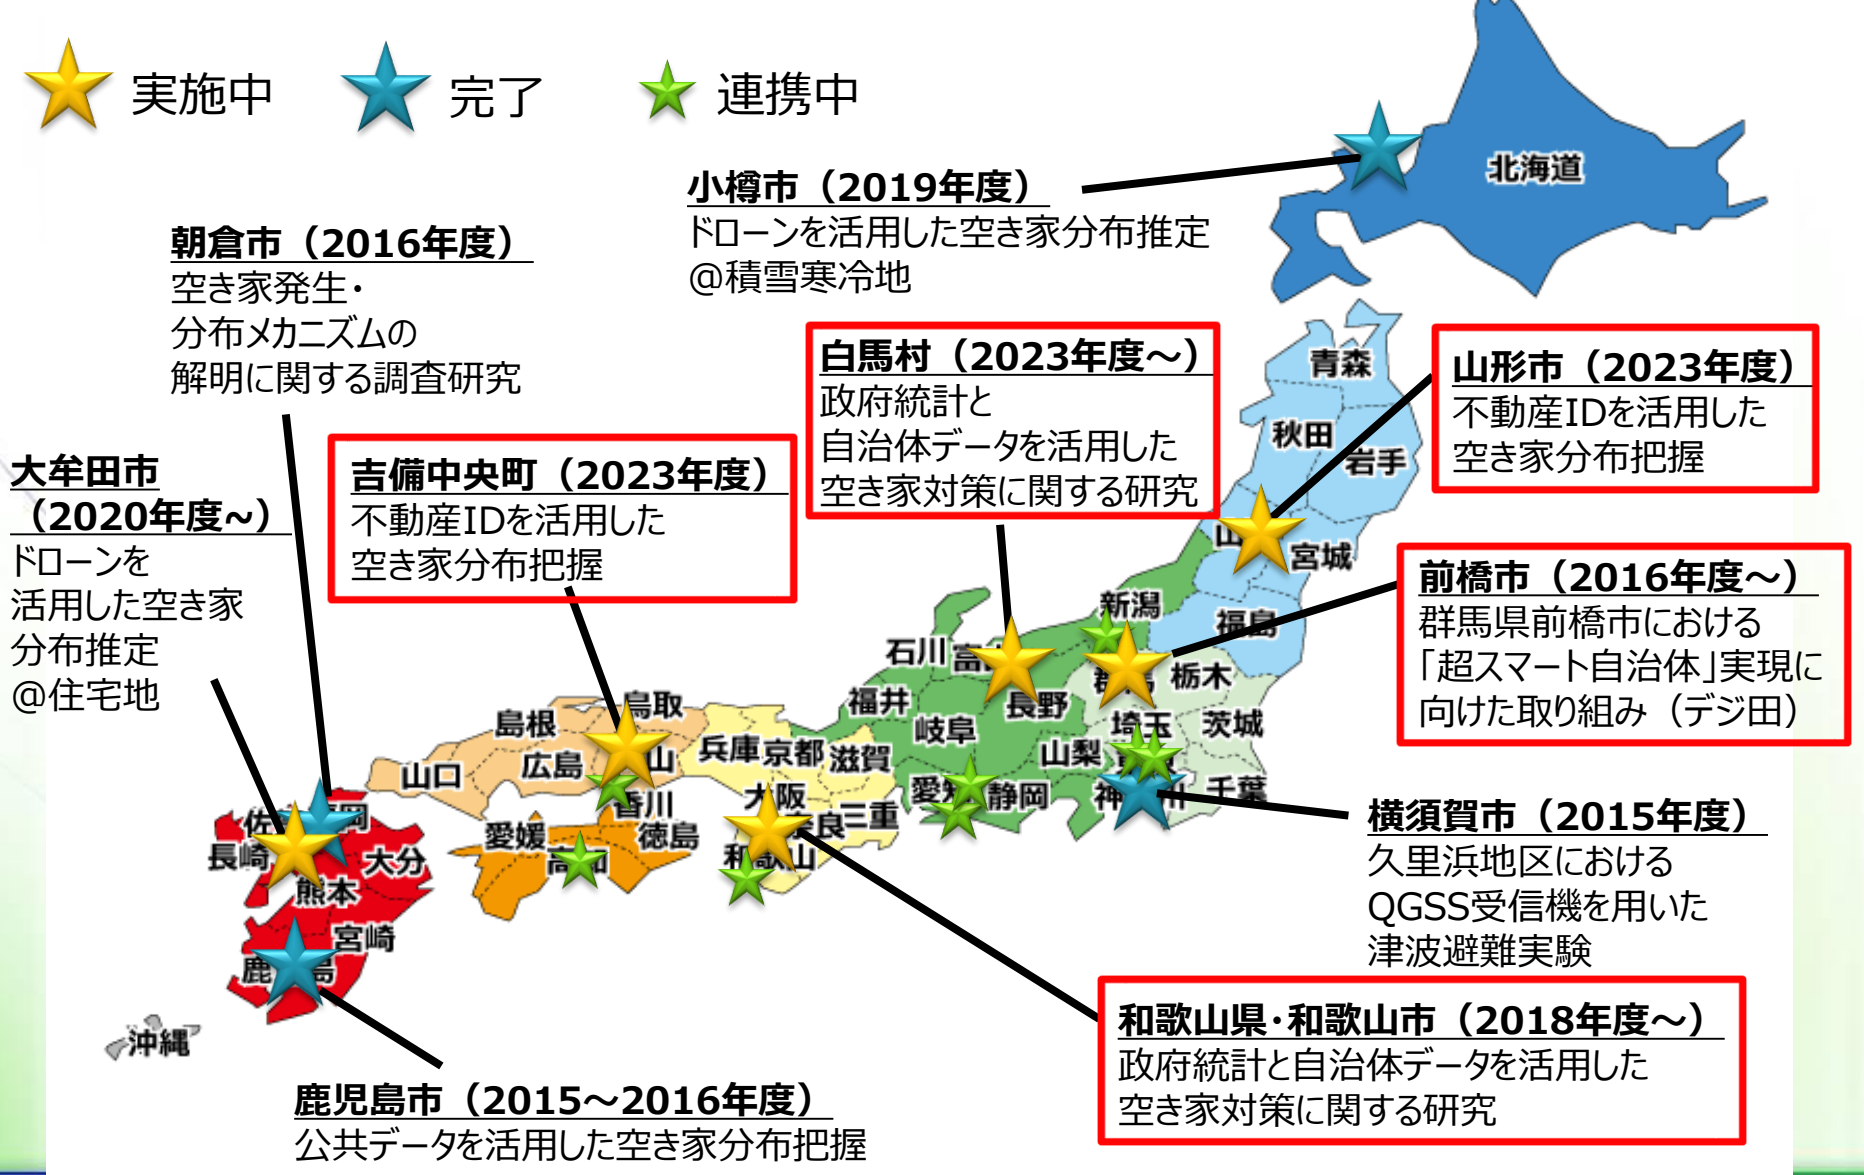 実施中
完了
連携中
小樽市（2019年度）
ドローンを活用した空き家分布推定
@積雪寒冷地
朝倉市（2016年度）
空き家発生・
分布メカニズムの
解明に関する調査研究
白馬村（2023年度～）
政府統計と
自治体データを活用した
空き家対策に関する研究
山形市（2023年度）
不動産IDを活用した
空き家分布把握
大牟田市
（2020年度~）
ドローンを
活用した空き家
分布推定
@住宅地
吉備中央町（2023年度）
不動産IDを活用した
空き家分布把握
前橋市（2016年度～）
群馬県前橋市における
「超スマート自治体」実現に
向けた取り組み（デジ田）
横須賀市（2015年度）
久里浜地区における
QGSS受信機を用いた
津波避難実験
和歌山県・和歌山市（2018年度～）
政府統計と自治体データを活用した
空き家対策に関する研究
鹿児島市（2015～2016年度）
公共データを活用した空き家分布把握
北海道
青森
秋田
岩手
山
宮城
福島
新潟
石川
富
福井
長野
栃木
茨城
埼玉
岐阜
山梨
千葉
静岡
鳥取
島根
広島
山
山口
兵庫
京都
滋賀
大阪
良
三重
和歌山
香川
愛媛
徳島
高知
佐
岡
長崎
大分
熊本
宮崎
鹿
島
沖縄